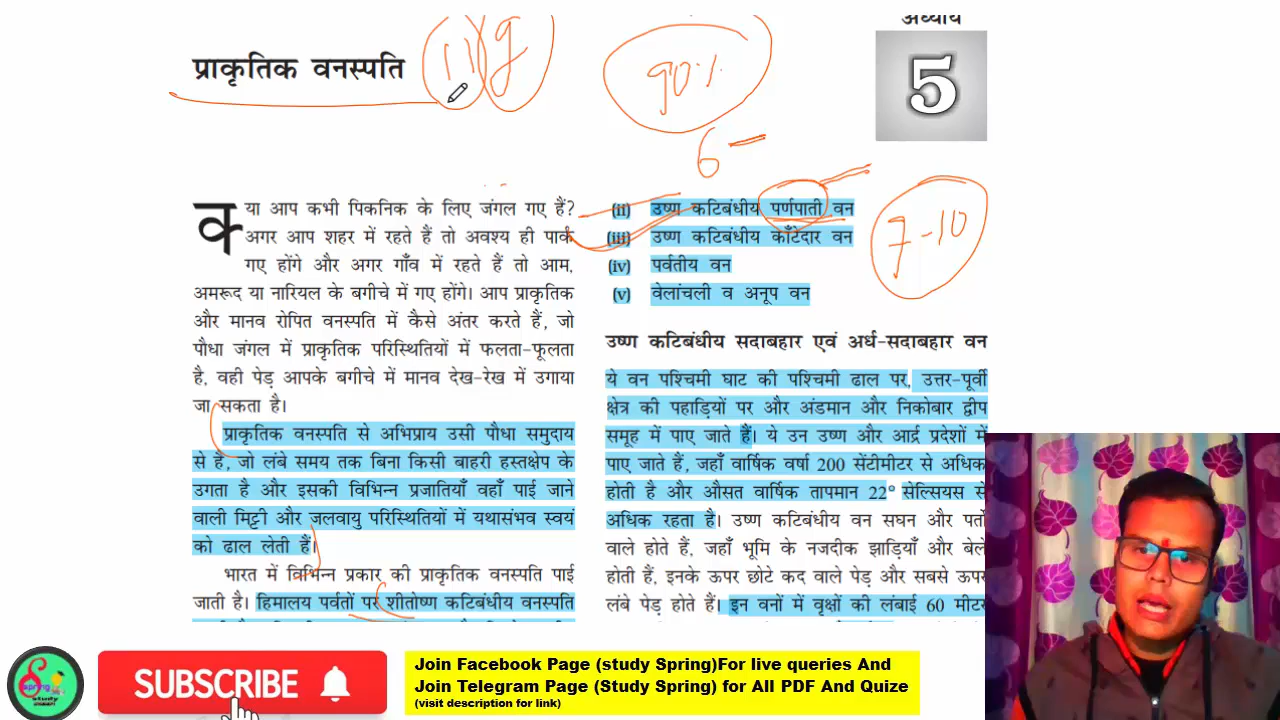 अध्याय
5
प्राकृतिक वनस्पति
11
9
90%
6-
7-10
क्या आप कभी पिकनिक के लिए जंगल गए हैं?
अगर आप शहर में रहते हैं तो अवश्य ही पार्क
गए होंगे और अगर गाँव में रहते हैं तो आम,
अमरूद या नारियल के बगीचे में गए होंगे। आप प्राकृतिक
और मानव रोपित वनस्पति में कैसे अंतर करते हैं, जो
पौधा जंगल में प्राकृतिक परिस्थितियों में फलता-फूलता
है, वही पेड़ आपके बगीचे में मानव देख-रेख में उगाया
जा सकता है।
प्राकृतिक वनस्पति से अभिप्राय उसी पौधा समुदाय
से है, जो लंबे समय तक बिना किसी बाहरी हस्तक्षेप के
उगता है और इसकी विभिन्न प्रजातियाँ वहाँ पाई जाने
वाली मिट्टी और जलवायु परिस्थितियों में यथासंभव स्वयं
को ढाल लेती हैं।
भारत में विभिन्न प्रकार की प्राकृतिक वनस्पति पाई
जाती है। हिमालय पर्वतों पर शीतोष्ण कटिबंधीय वनस्पति
(ii) उष्ण कटिबंधीय पर्णपाती वन
(iii) उष्ण कटिबंधीय काँटेदार वन
(iv) पर्वतीय वन
(v) वेलांचली व अनूप वन
उष्ण कटिबंधीय सदाबहार एवं अर्ध-सदाबहार वन
ये वन पश्चिमी घाट की पश्चिमी ढाल पर, उत्तर-पूर्वी
क्षेत्र की पहाड़ियों पर और अंडमान और निकोबार द्वीप
समूह में पाए जाते हैं। ये उन उष्ण और आर्द्र प्रदेशों में
पाए जाते हैं, जहाँ वार्षिक वर्षा 200 सेंटीमीटर से अधिक
होती है और औसत वार्षिक तापमान 22° सेल्सियस से
अधिक रहता है। उष्ण कटिबंधीय वन सघन और पर्तों
वाले होते हैं, जहाँ भूमि के नजदीक झाड़ियाँ और बेलें
होती हैं, इनके ऊपर छोटे कद वाले पेड़ और सबसे ऊपर
लंबे पेड़ होते हैं। इन वनों में वृक्षों की लंबाई 60 मीटर
Spring
study
SUBSCRIBE
Join Facebook Page (study Spring)For live queries And
Join Telegram Page (Study Spring) for All PDF And Quize
(visit description for link)